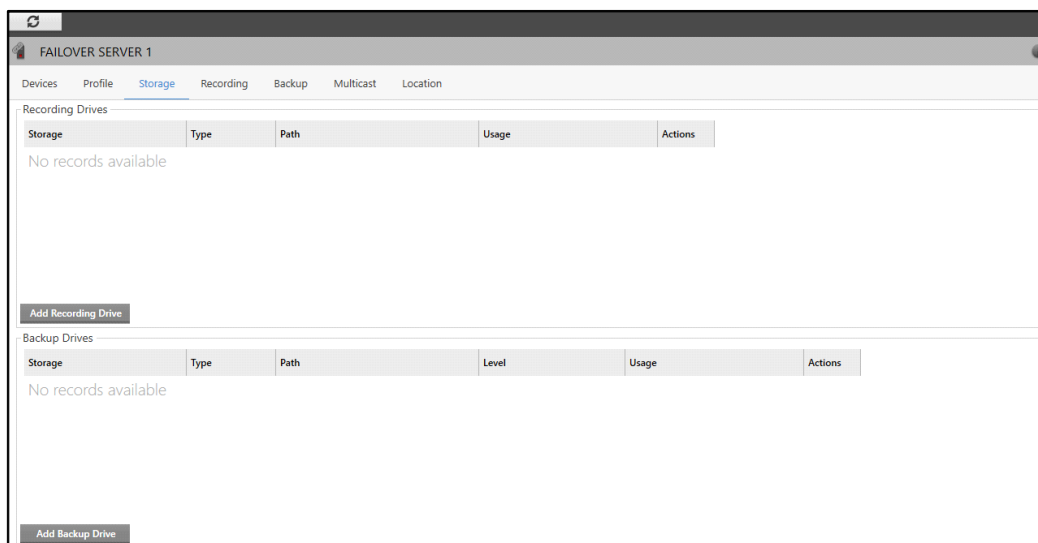 FAILOVER SERVER 1
Devices Profile Storage Recording Backup Multicast Location
Recording Drives
Storage Type Path Usage Actions
No records available
Add Recording Drive
Backup Drives
Storage Type Path Level Usage Actions
No records available
Add Backup Drive